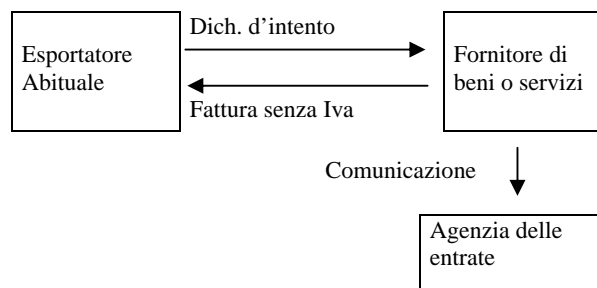 Dich. d’intento
Esportatore
Abituale
Fornitore di
beni o servizi
Fattura senza Iva
Comunicazione
Agenzia delle
entrate